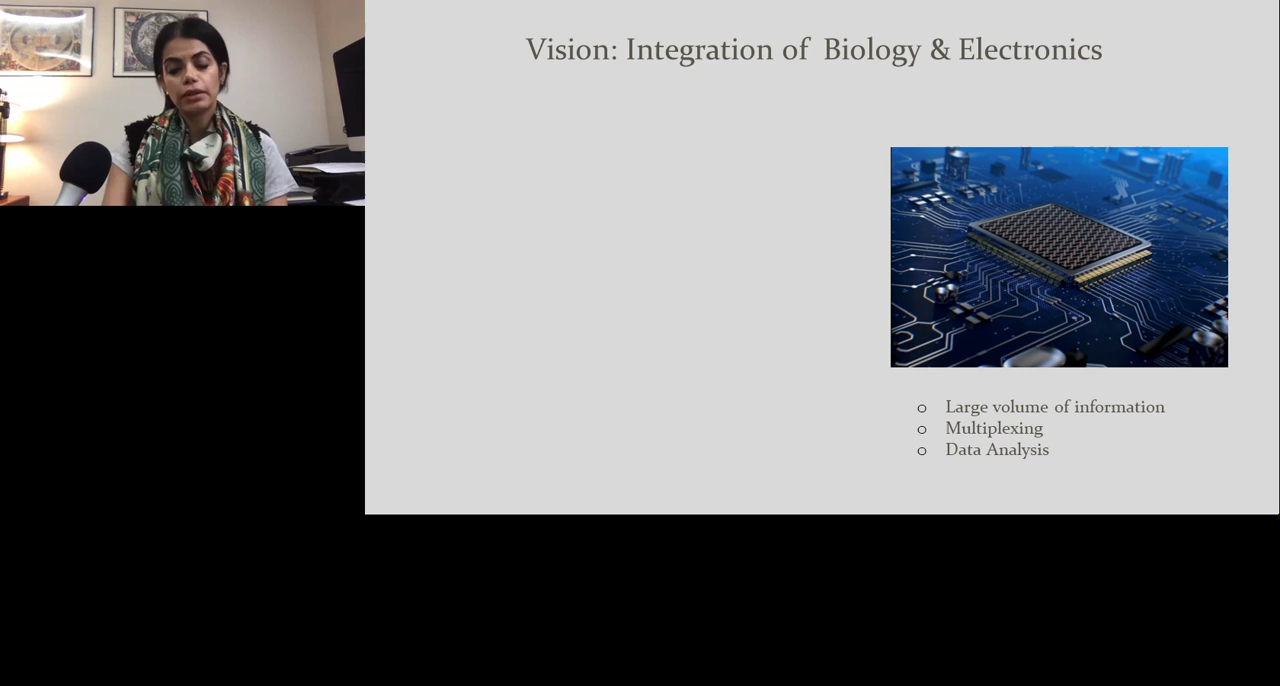 Vision: Integration of Biology & Electronics
o Large volume of information
o Multiplexing
o Data Analysis